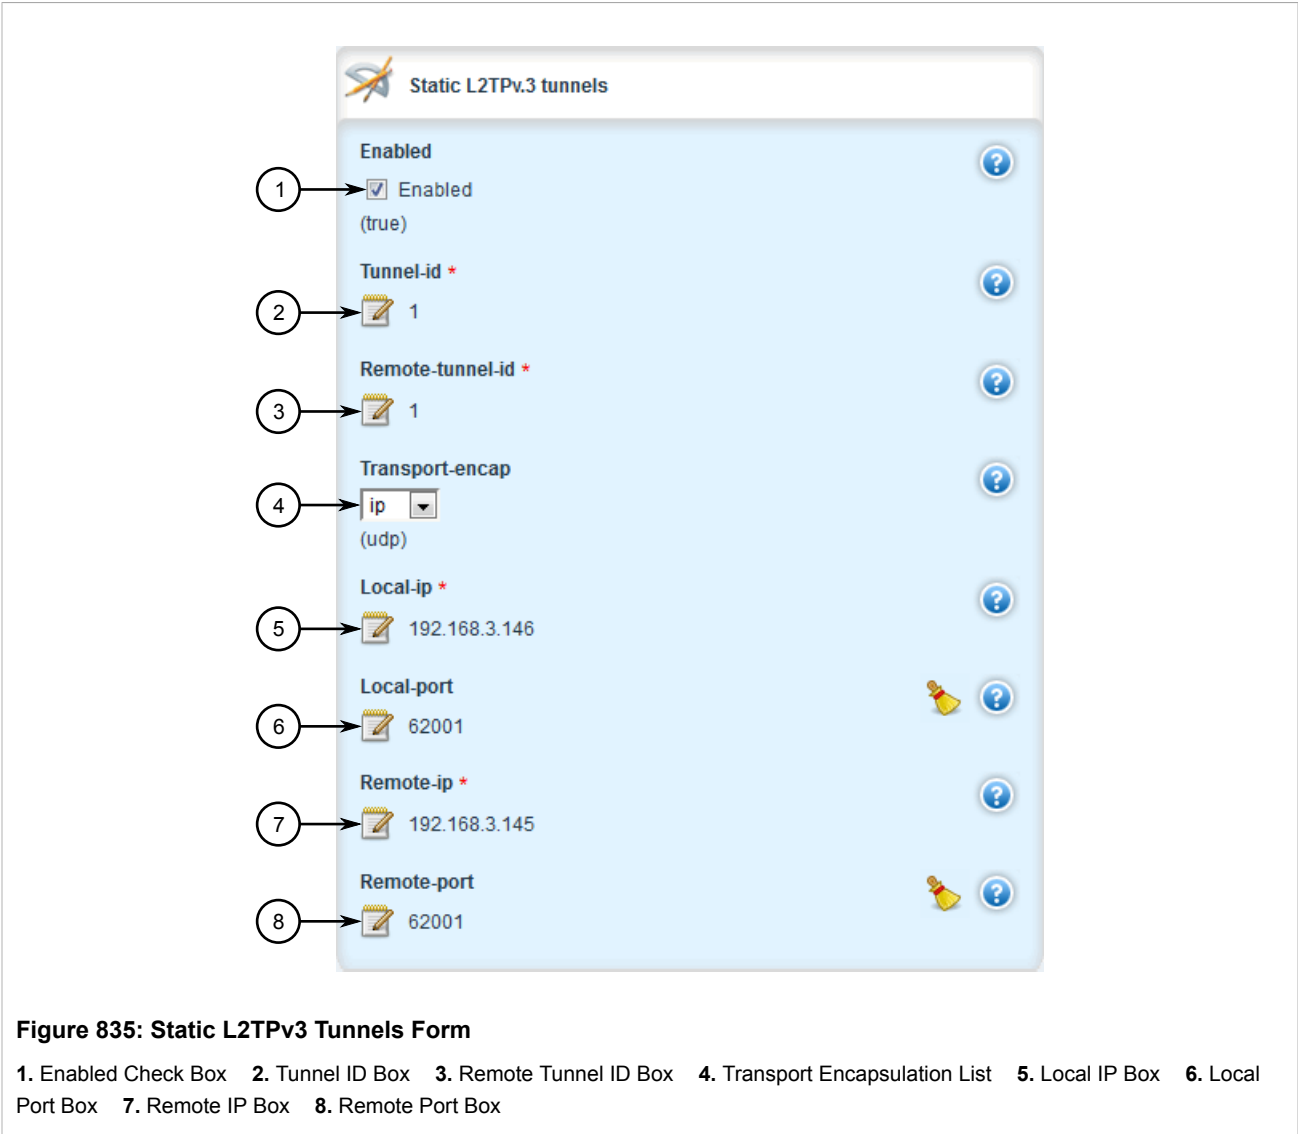 Static L2TPv.3 tunnels
Enabled
1
Enabled
(true)
Tunnel-id *
2
1
Remote-tunnel-id *
3
1
Transport-encap
4
ip
(udp)
Local-ip *
5
192.168.3.146
Local-port
6
62001
Remote-ip *
7
192.168.3.145
Remote-port
8
62001
Figure 835: Static L2TPv3 Tunnels Form
1. Enabled Check Box 2. Tunnel ID Box 3. Remote Tunnel ID Box 4. Transport Encapsulation List 5. Local IP Box 6. Local
Port Box 7. Remote IP Box 8. Remote Port Box